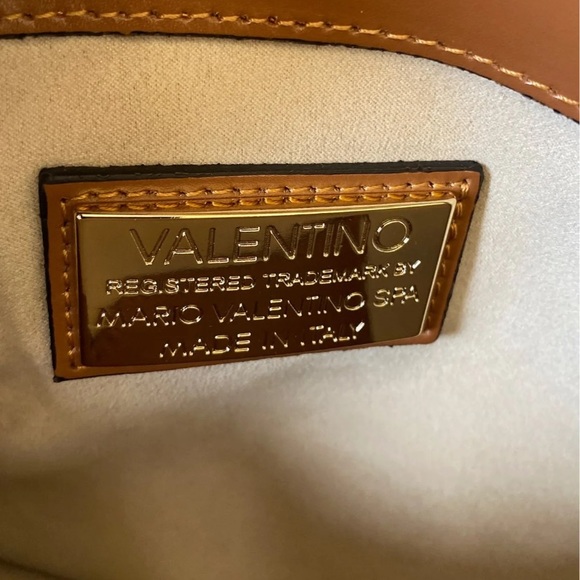 VALENTINO
REGISTERED TRADEMARK BY
MARIO VALENTINO SPA
MADE IN ITALY